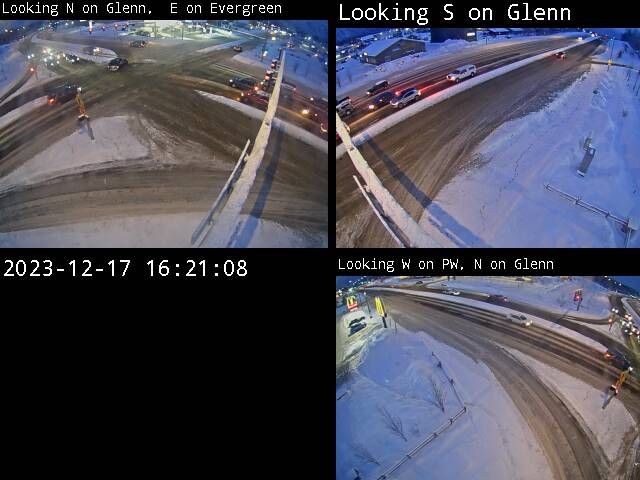 Looking N on Glenn, E on Evergreen
Looking S on Glenn
2023-12-17 16:21:08
Looking W on PW, N on Glenn